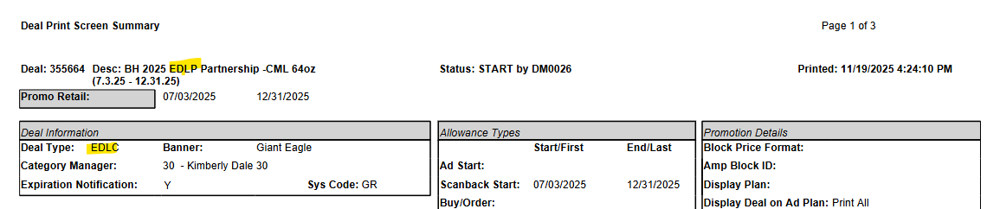 Deal Print Screen Summary
Page 1 of 3
Deal: 355664 Desc: BH 2025 EDLP Partnership -CML 64oz
(7.3.25 - 12.31.25)
Status: START by DM0026
Printed: 11/19/2025 4:24:10 PM
Promo Retail: 07/03/2025 12/31/2025
Deal Information
Deal Type: EDLC Banner: Giant Eagle
Category Manager: 30 - Kimberly Dale 30
Expiration Notification: Y Sys Code: GR
Allowance Types
Start/First End/Last
Ad Start:
Scanback Start: 07/03/2025 12/31/2025
Buy/Order:
Promotion Details
Block Price Format:
Amp Block ID:
Display Plan:
Display Deal on Ad Plan: Print All